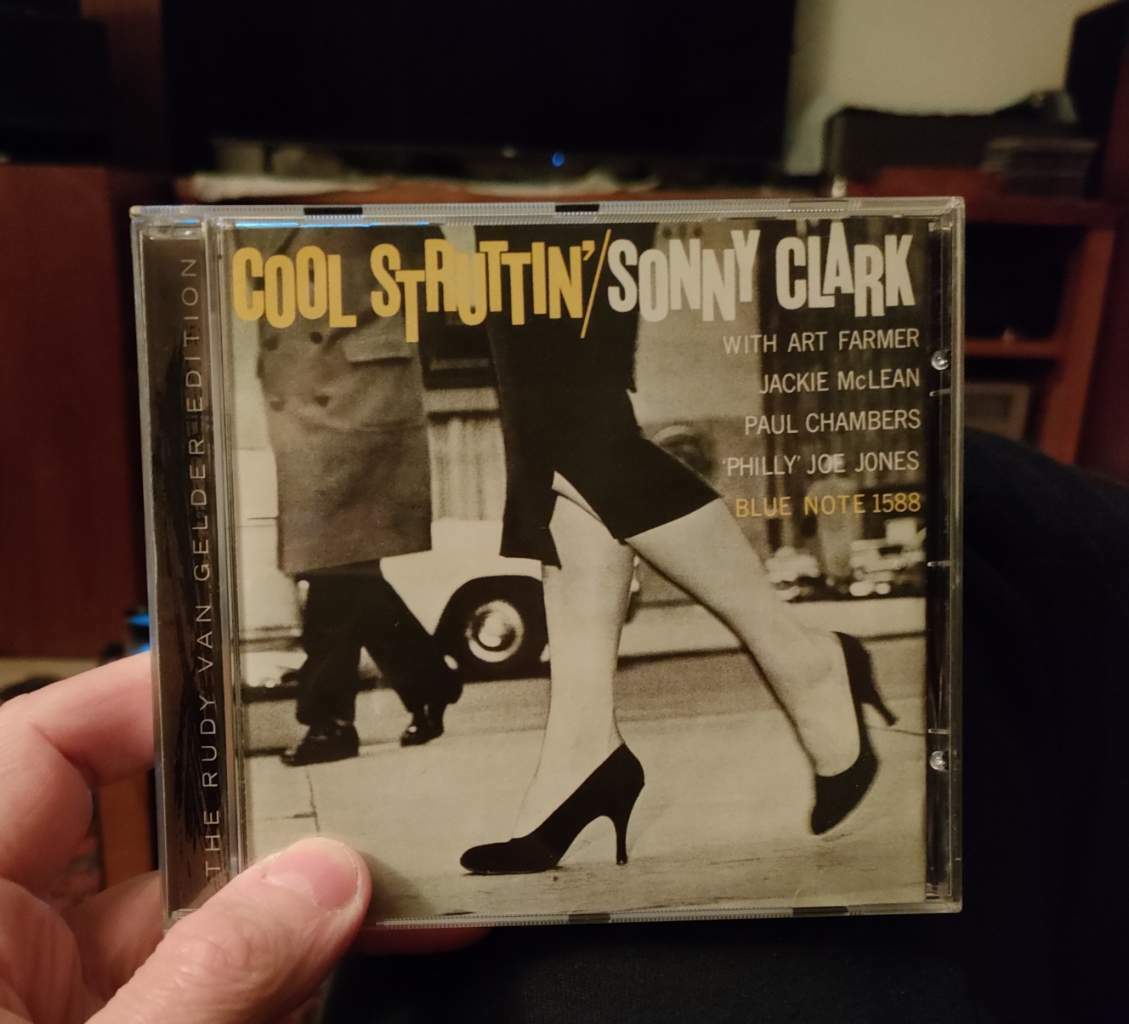 COOL STRUTTIN'/SONNY CLARK
WITH ART FARMER
JACKIE McLEAN
PAUL CHAMBERS
'PHILLY' JOE JONES
BLUE NOTE 1588
THE RUDY VAN GELDER EDITION